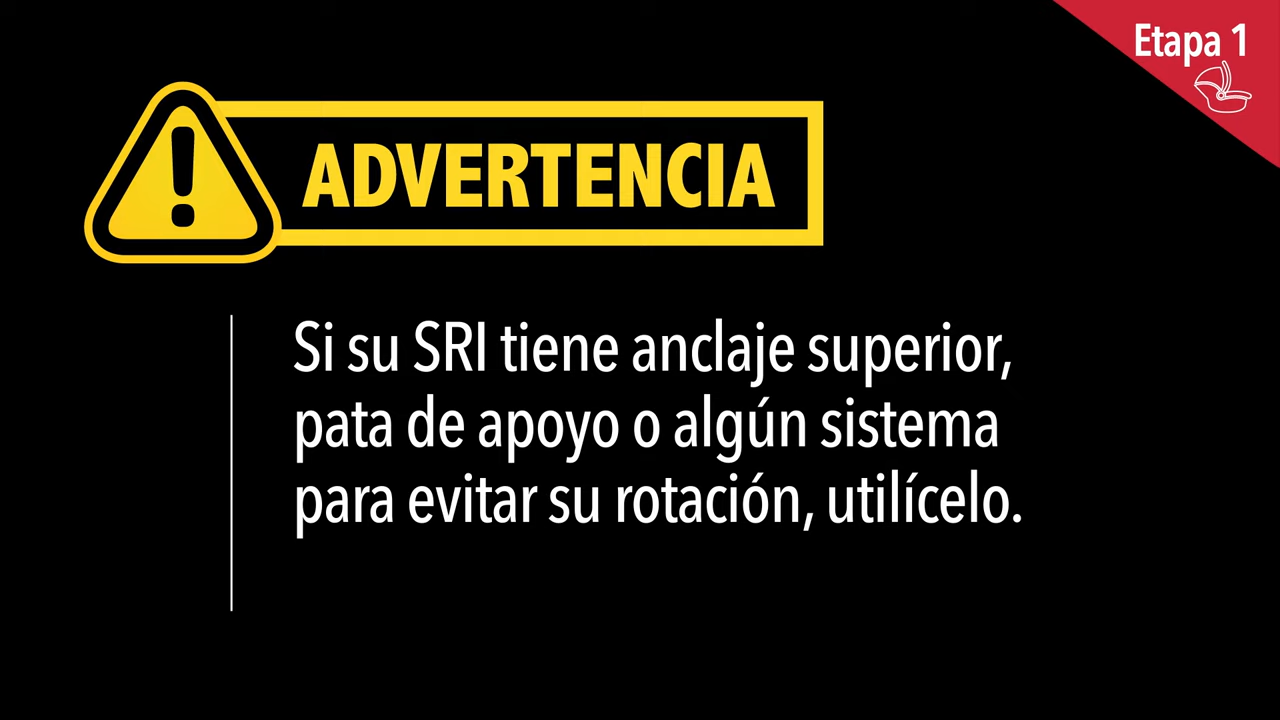 Etapa 1
ADVERTENCIA
Si su SRI tiene anclaje superior,
pata de apoyo o algún sistema
para evitar su rotación, utilícelo.